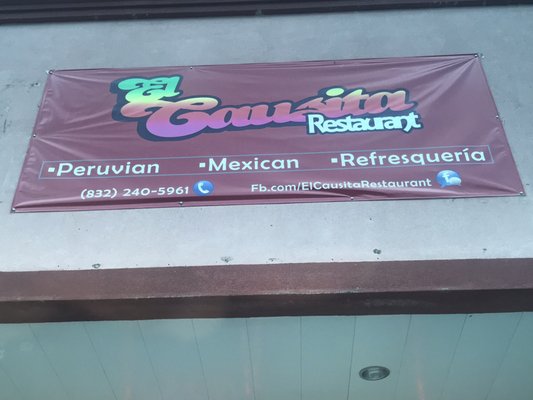 El
Causita
Restaurant
▪Peruvian ▪Mexican ▪Refresquería
(832) 240-5961 Fb.com/ElCausitaRestaurant